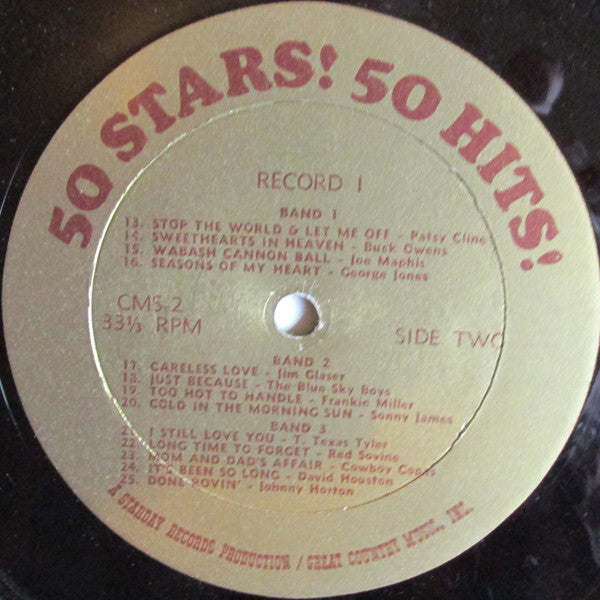 50 STARS! 50 HITS!
RECORD 1
BAND 1
13. STOP THE WORLD & LET ME OFF - Patsy Cline
14. SWEETHEARTS IN HEAVEN - Buck Owens
15. WABASH CANNON BALL - Joe Maphis
16. SEASONS OF MY HEART - George Jones
CMS-2
33⅓ RPM
SIDE TWO
BAND 2
17. CARELESS LOVE - Jim Glaser
18. JUST BECAUSE - The Blue Sky Boys
19. TOO HOT TO HANDLE - Frankie Miller
20. COLD IN THE MORNING SUN - Sonny James
BAND 3
21. I STILL LOVE YOU - T. Texas Tyler
22. LONG TIME TO FORGET - Red Sovine
23. MOM AND DAD'S AFFAIR - Cowboy Copas
24. IT'S BEEN SO LONG - David Houston
25. DONE ROVIN' - Johnny Horton
A STARDAY RECORDS PRODUCTION / GREAT COUNTRY MUSIC, INC.